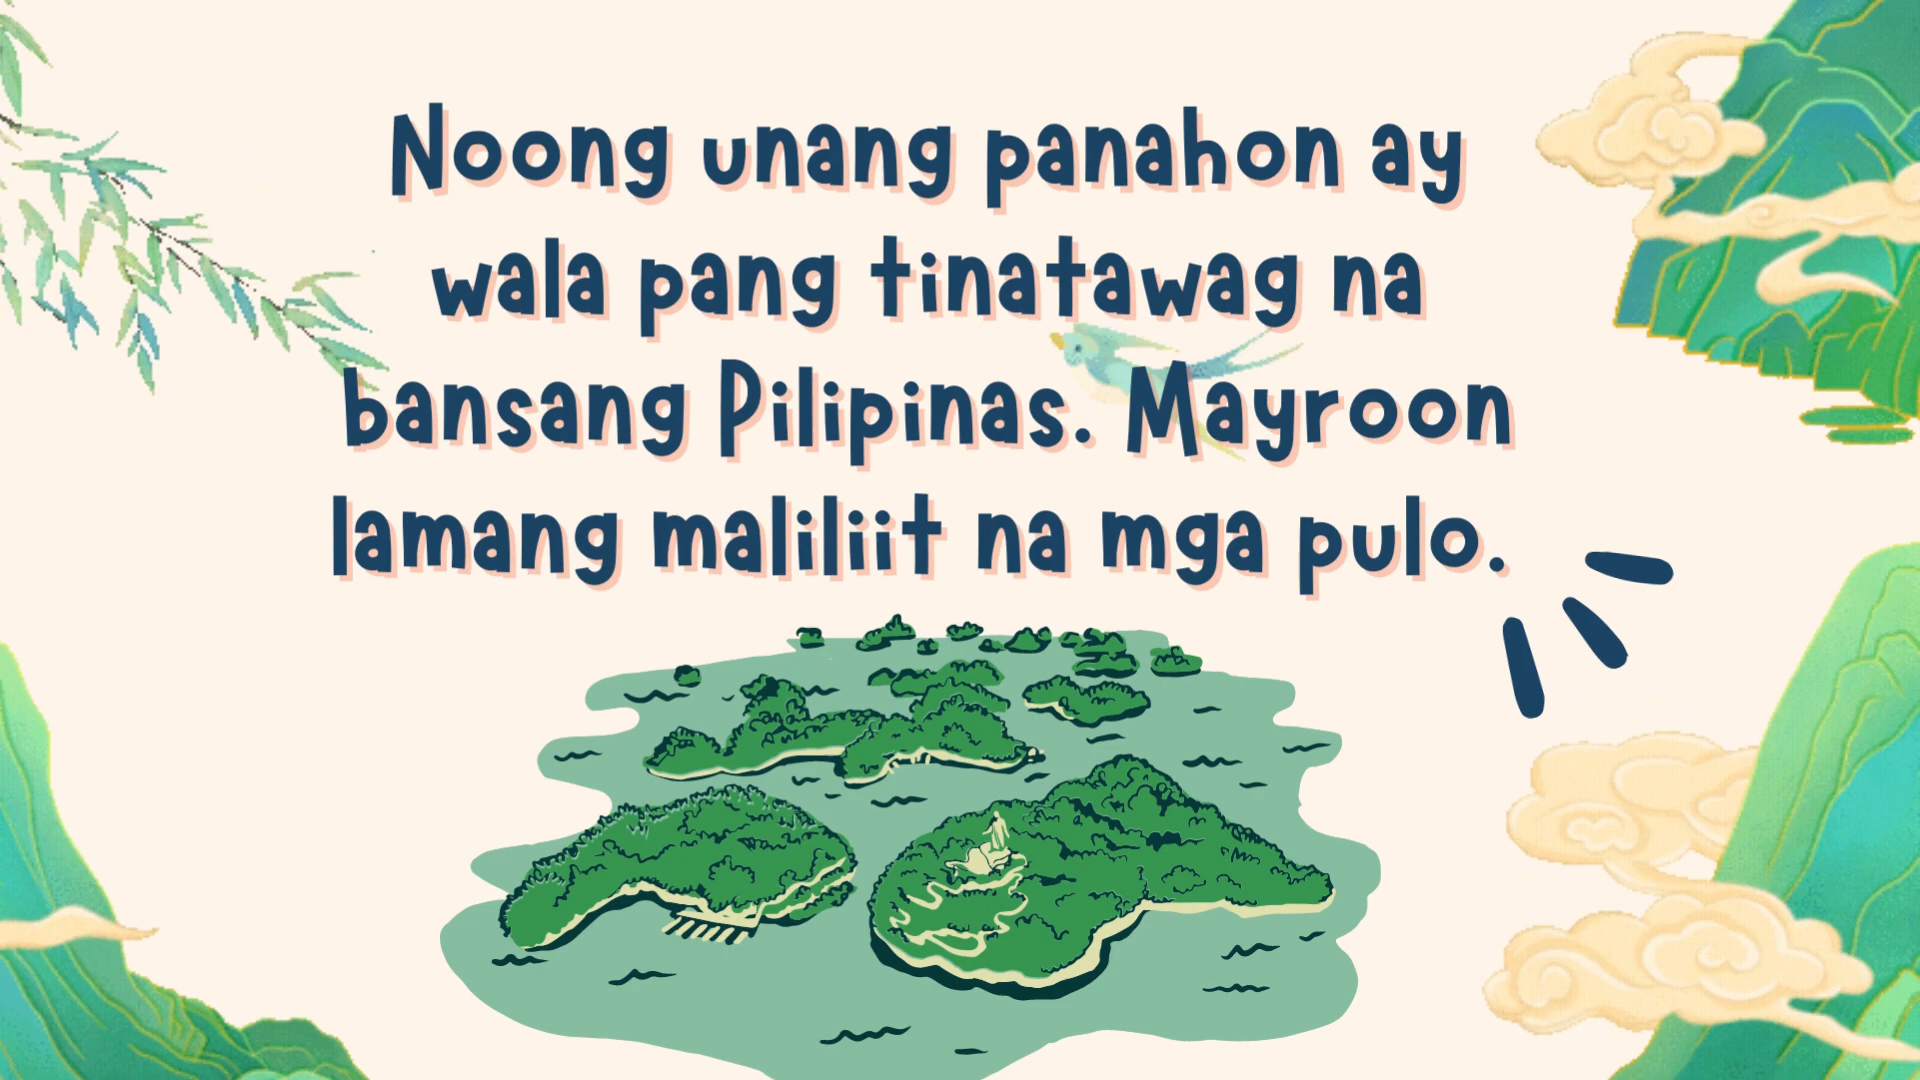 Noong unang panahon ay
wala pang tinatawag na
bansang Pilipinas. Mayroon
lamang maliliit na mga pulo.